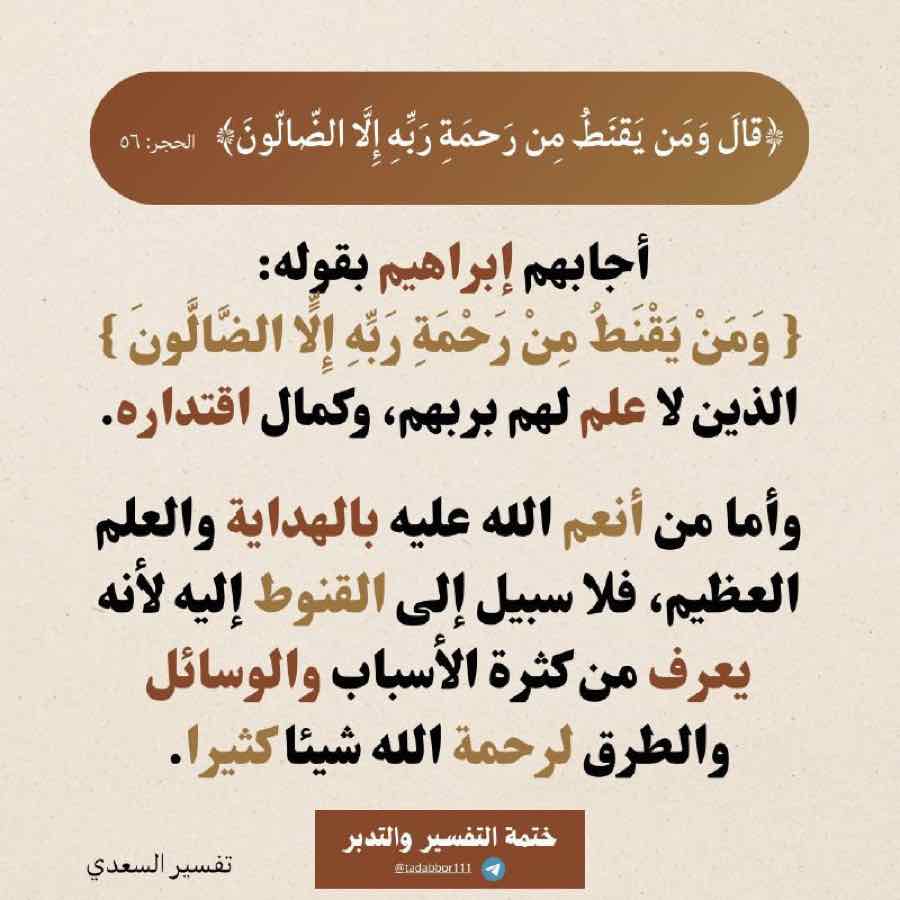 ﴿قالَ وَمَن يَقنَطُ مِن رَحمَةِ رَبِّهِ إِلَّا الضّالّونَ﴾ الحجر: ٥٦
أجابهم إبراهيم بقوله:
{ وَمَنْ يَقْنَطُ مِنْ رَحْمَةِ رَبِّهِ إِلَّا الضَّالُّونَ }
الذين لا علم لهم بربهم، وكمال اقتداره.
وأما من أنعم الله عليه بالهداية والعلم
العظيم، فلا سبيل إلى القنوط إليه لأنه
يعرف من كثرة الأسباب والوسائل
والطرق لرحمة الله شيئا كثيرا.
ختمة التفسير والتدبر
@tadabbor111
تفسير السعدي